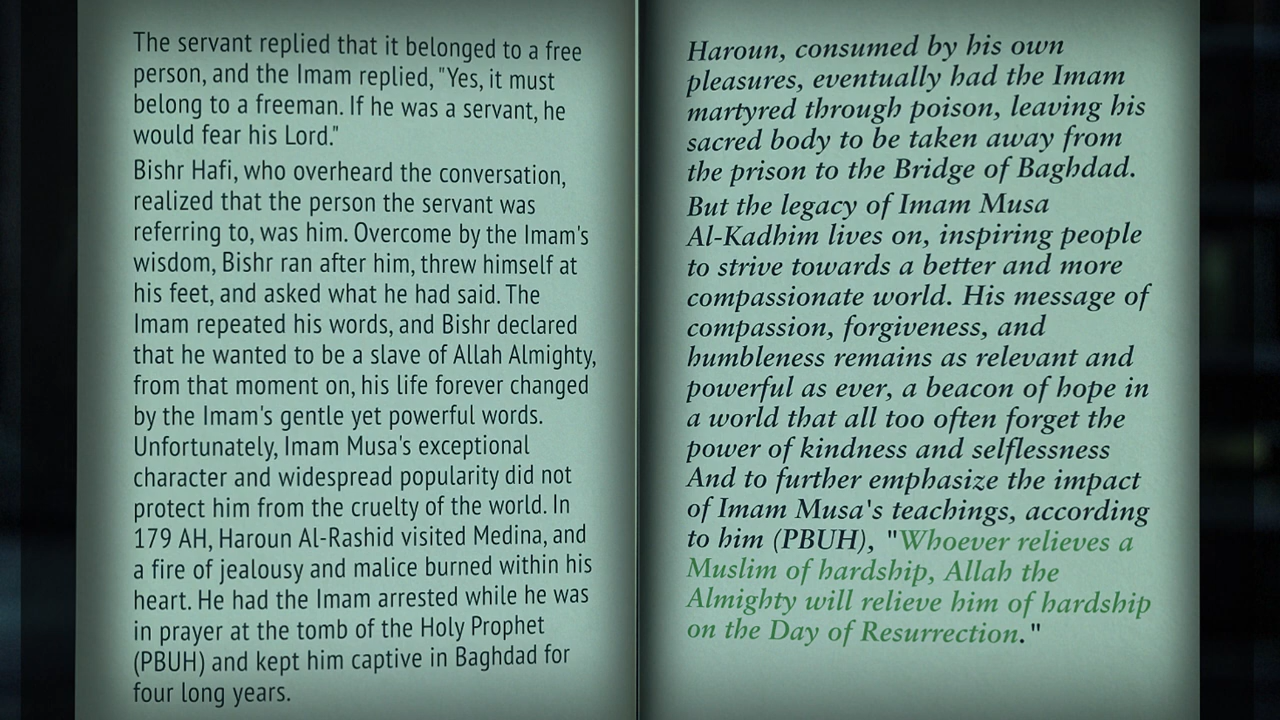 The servant replied that it belonged to a free
person, and the Imam replied, "Yes, it must
belong to a freeman. If he was a servant, he
would fear his Lord."
Bishr Hafi, who overheard the conversation,
realized that the person the servant was
referring to, was him. Overcome by the Imam's
wisdom, Bishr ran after him, threw himself at
his feet, and asked what he had said. The
Imam repeated his words, and Bishr declared
that he wanted to be a slave of Allah Almighty,
from that moment on, his life forever changed
by the Imam's gentle yet powerful words.
Unfortunately, Imam Musa's exceptional
character and widespread popularity did not
protect him from the cruelty of the world. In
179 AH, Haroun Al-Rashid visited Medina, and
a fire of jealousy and malice burned within his
heart. He had the Imam arrested while he was
in prayer at the tomb of the Holy Prophet
(PBUH) and kept him captive in Baghdad for
four long years.
Haroun, consumed by his own
pleasures, eventually had the Imam
martyred through poison, leaving his
sacred body to be taken away from
the prison to the Bridge of Baghdad.
But the legacy of Imam Musa
Al-Kadhim lives on, inspiring people
to strive towards a better and more
compassionate world. His message of
compassion, forgiveness, and
humbleness remains as relevant and
powerful as ever, a beacon of hope in
a world that all too often forget the
power of kindness and selflessness
And to further emphasize the impact
of Imam Musa's teachings, according
to him (PBUH), "Whoever relieves a
Muslim of hardship, Allah the
Almighty will relieve him of hardship
on the Day of Resurrection."